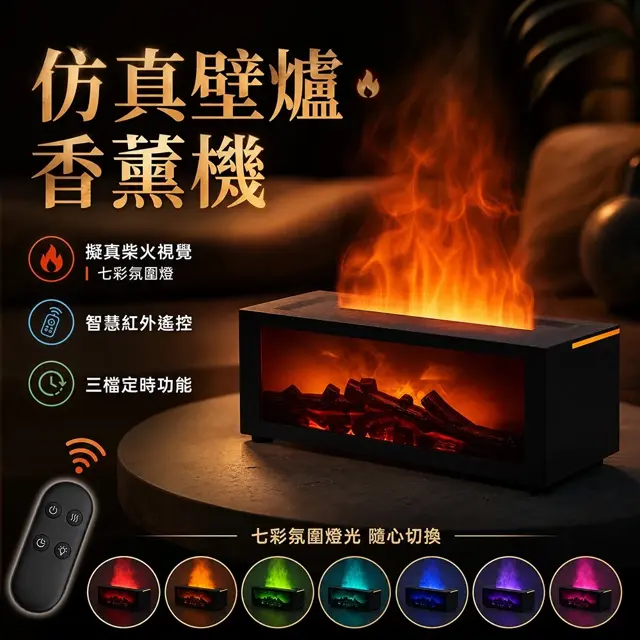 仿真壁爐
香薰機
擬真柴火視覺
七彩氛圍燈
智慧紅外遙控
三檔定時功能
七彩氛圍燈光 隨心切換